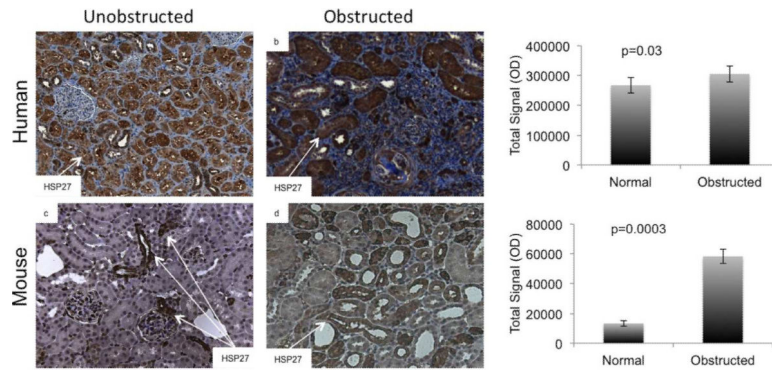 Unobstructed
Obstructed
Human
b
HSP27
HSP27
Total Signal (OD)
400000
300000
200000
100000
0
p=0.03
Normal
Obstructed
Mouse
c
d
HSP27
HSP27
Total Signal (OD)
80000
60000
40000
20000
0
p=0.0003
Normal
Obstructed